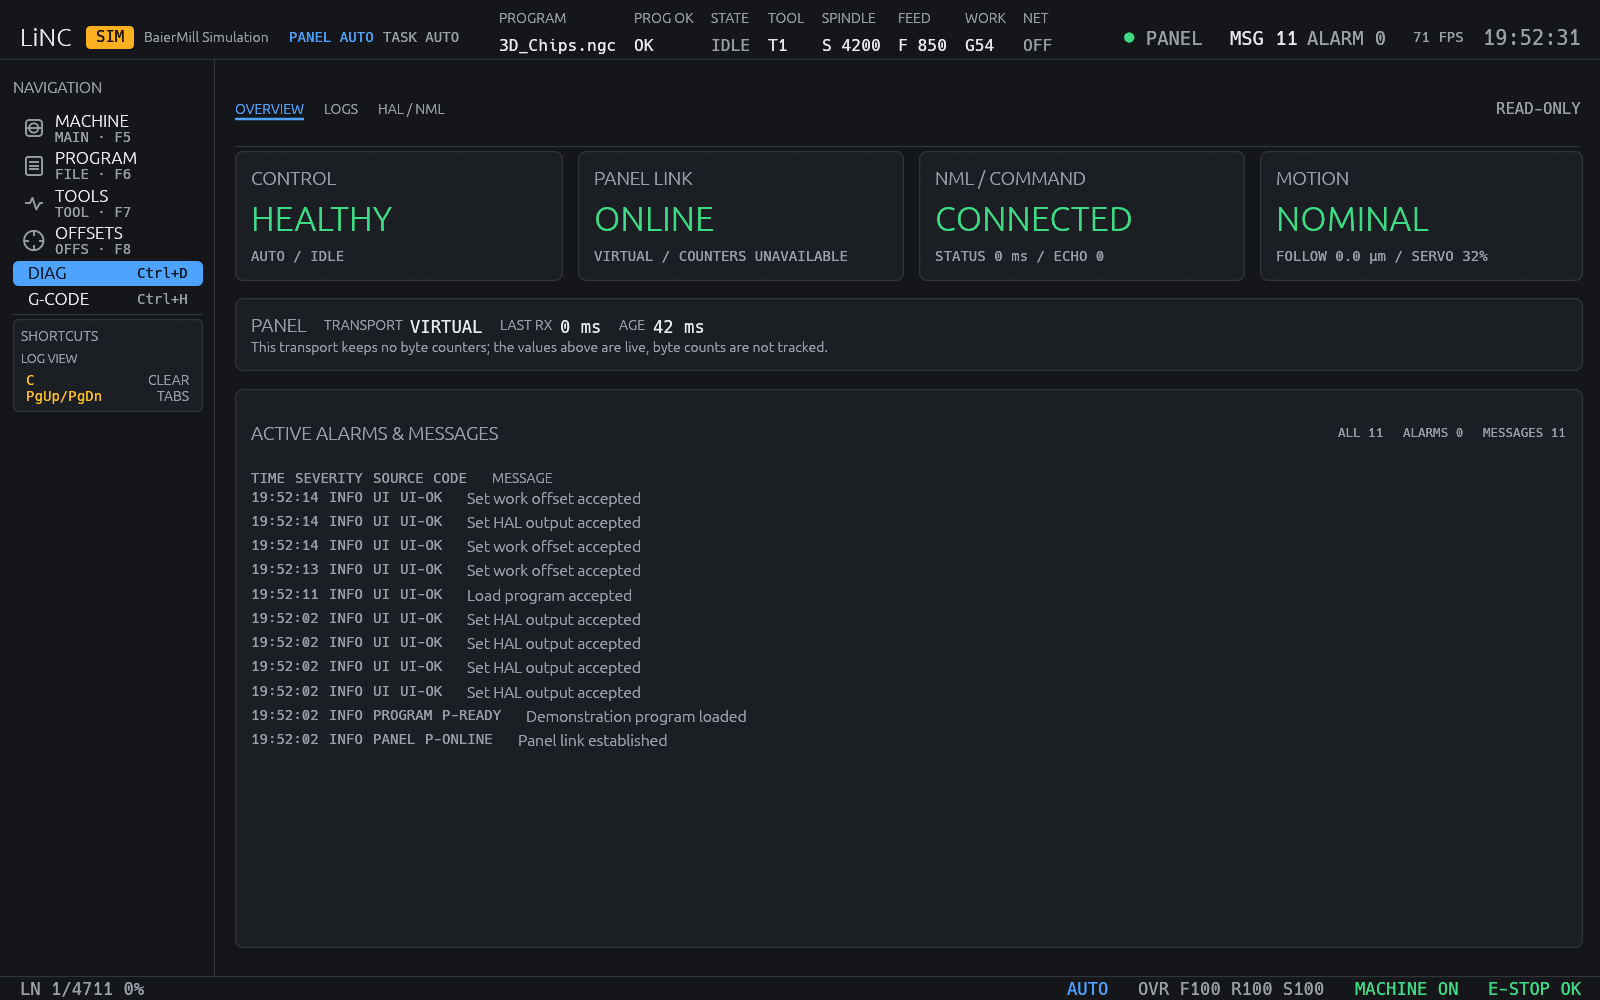 LiNC SIM BaierMill Simulation PANEL AUTO TASK AUTO
PROGRAM PROG OK STATE TOOL SPINDLE FEED WORK NET
3D_Chips.ngc OK IDLE T1 S 4200 F 850 G54 OFF
PANEL MSG 11 ALARM 0 71 FPS 19:52:31
NAVIGATION
MACHINE
MAIN · F5
PROGRAM
FILE · F6
TOOLS
TOOL · F7
OFFSETS
OFFS · F8
DIAG Ctrl+D
G-CODE Ctrl+H
SHORTCUTS
LOG VIEW
C CLEAR
PgUp/PgDn TABS
OVERVIEW LOGS HAL / NML READ-ONLY
CONTROL
HEALTHY
AUTO / IDLE
PANEL LINK
ONLINE
VIRTUAL / COUNTERS UNAVAILABLE
NML / COMMAND
CONNECTED
STATUS 0 ms / ECHO 0
MOTION
NOMINAL
FOLLOW 0.0 µm / SERVO 32%
PANEL TRANSPORT VIRTUAL LAST RX 0 ms AGE 42 ms
This transport keeps no byte counters; the values above are live, byte counts are not tracked.
ACTIVE ALARMS & MESSAGES ALL 11 ALARMS 0 MESSAGES 11
TIME SEVERITY SOURCE CODE MESSAGE
19:52:14 INFO UI UI-OK Set work offset accepted
19:52:14 INFO UI UI-OK Set HAL output accepted
19:52:14 INFO UI UI-OK Set work offset accepted
19:52:13 INFO UI UI-OK Set work offset accepted
19:52:11 INFO UI UI-OK Load program accepted
19:52:02 INFO UI UI-OK Set HAL output accepted
19:52:02 INFO UI UI-OK Set HAL output accepted
19:52:02 INFO UI UI-OK Set HAL output accepted
19:52:02 INFO UI UI-OK Set HAL output accepted
19:52:02 INFO PROGRAM P-READY Demonstration program loaded
19:52:02 INFO PANEL P-ONLINE Panel link established
LN 1/4711 0% AUTO OVR F100 R100 S100 MACHINE ON E-STOP OK